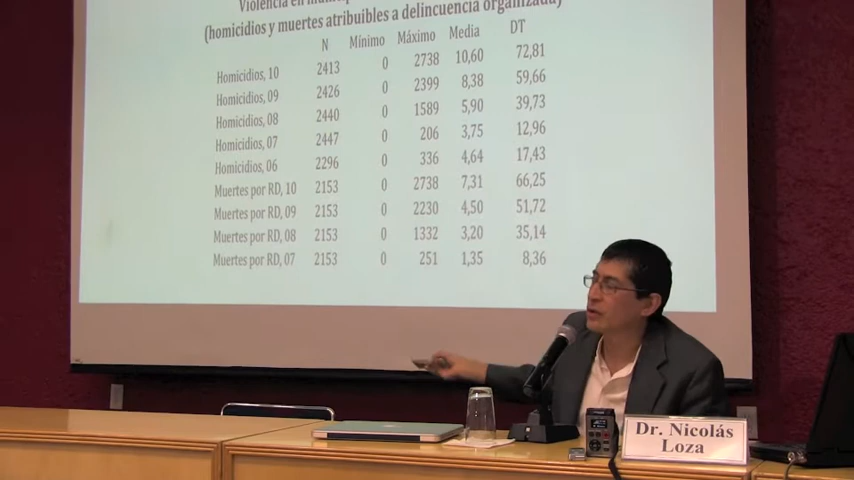 Violencia en
(homicidios y muertes atribuibles a delincuencia organizada)
N Mínimo Máximo Media DT
Homicidios, 10 2413 0 2738 10,60 72,81
Homicidios, 09 2426 0 2399 8,38 59,66
Homicidios, 08 2440 0 1589 5,90 39,73
Homicidios, 07 2447 0 206 3,75 12,96
Homicidios, 06 2296 0 336 4,64 17,43
Muertes por RD, 10 2153 0 2738 7,31 66,25
Muertes por RD, 09 2153 0 2230 4,50 51,72
Muertes por RD, 08 2153 0 1332 3,20 35,14
Muertes por RD, 07 2153 0 251 1,35 8,36
Dr. Nicolás
Loza